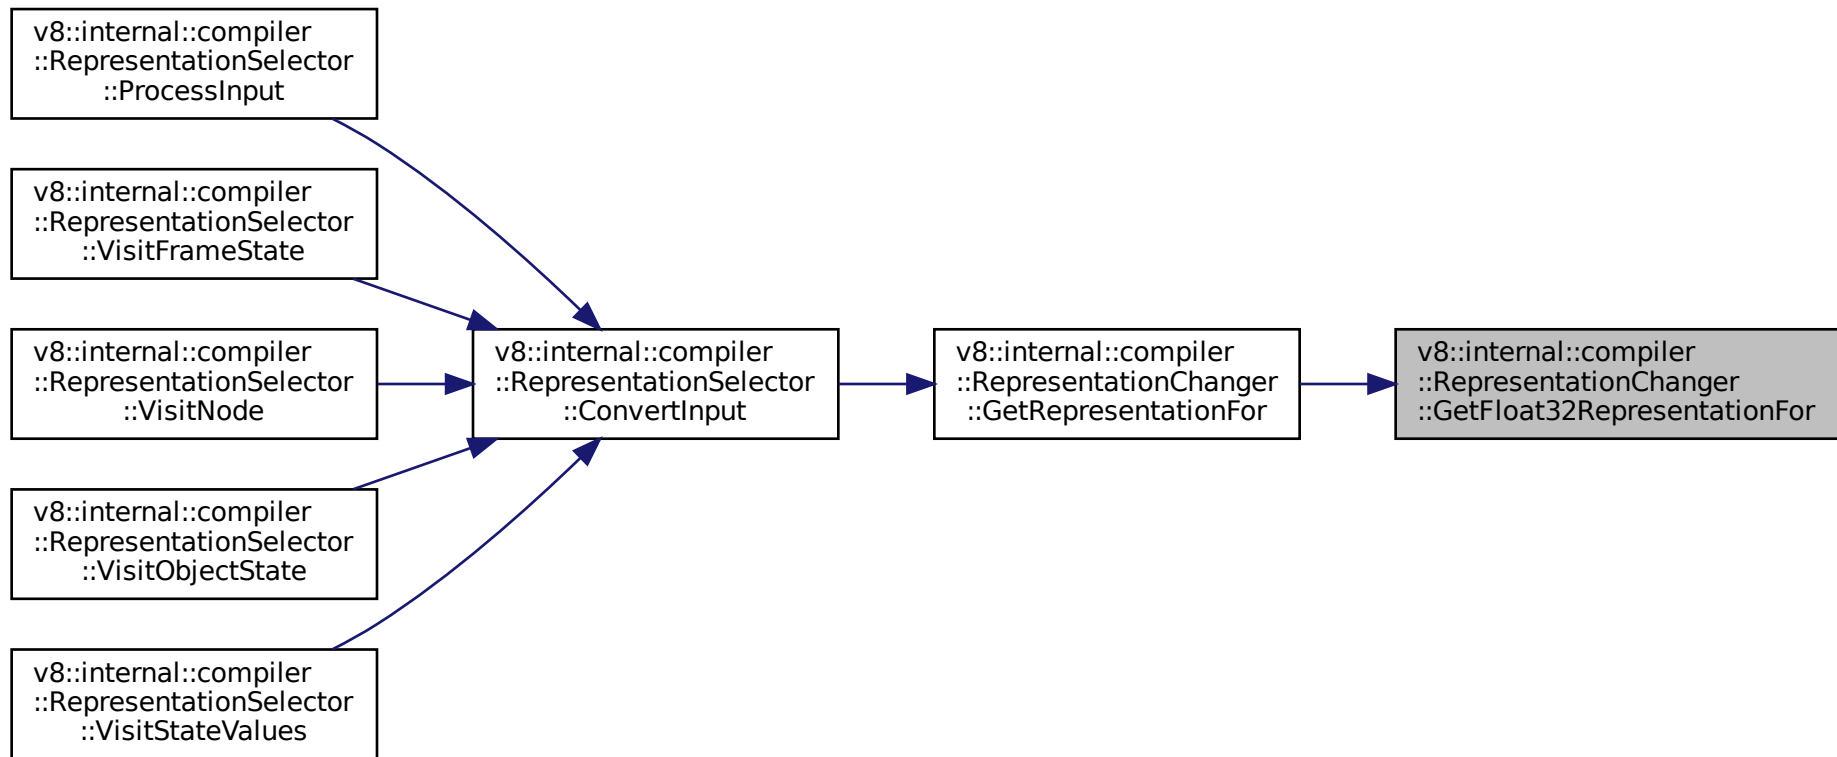 v8::internal::compiler
::RepresentationSelector
::ProcessInput
v8::internal::compiler
::RepresentationSelector
::VisitFrameState
v8::internal::compiler
::RepresentationSelector
::VisitNode
v8::internal::compiler
::RepresentationSelector
::VisitObjectState
v8::internal::compiler
::RepresentationSelector
::VisitStateValues
v8::internal::compiler
::RepresentationSelector
::ConvertInput
v8::internal::compiler
::RepresentationChanger
::GetRepresentationFor
v8::internal::compiler
::RepresentationChanger
::GetFloat32RepresentationFor